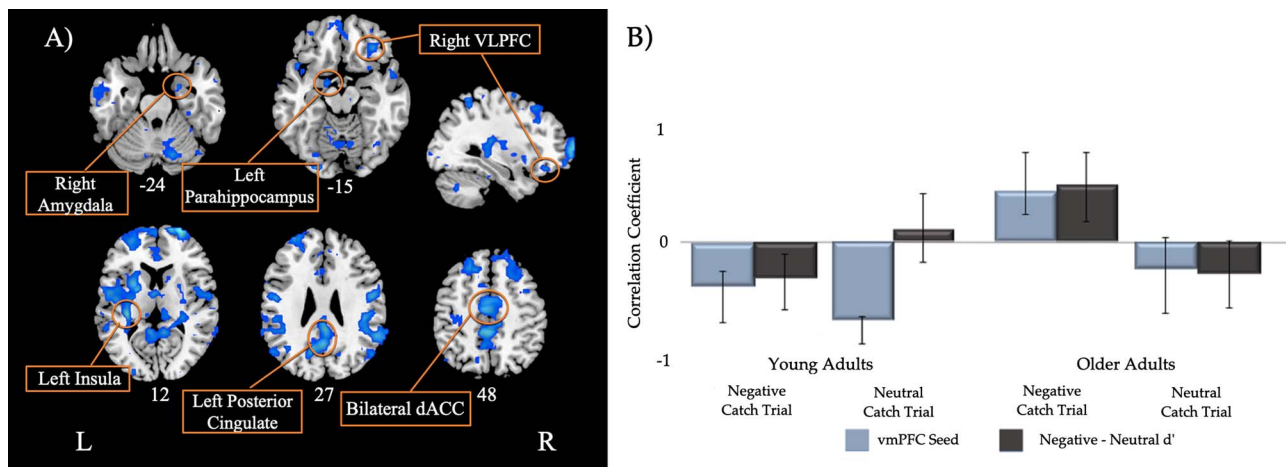 A)
Right VLPFC
Right
Amygdala
-24
Left
Parahippocampus
-15
Left Insula
12
Left Posterior
Cingulate
27
Bilateral dACC
48
L
R
B)
Correlation Coefficient
1
0
-1
Young Adults
Older Adults
Negative
Catch Trial
Neutral
Catch Trial
Negative
Catch Trial
Neutral
Catch Trial
vmPFC Seed
Negative - Neutral d'